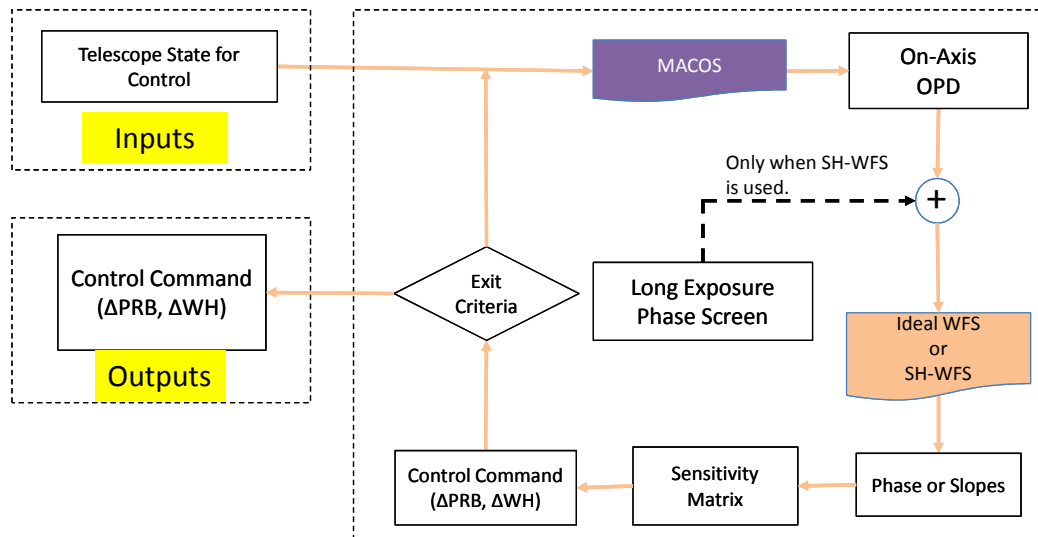 Telescope State for
Control
Inputs
MACOS
On-Axis
OPD
Only when SH-WFS
is used.
+
Control Command
(ΔPRB, ΔWH)
Outputs
Exit
Criteria
Long Exposure
Phase Screen
Ideal WFS
or
SH-WFS
Control Command
(ΔPRB, ΔWH)
Sensitivity
Matrix
Phase or Slopes